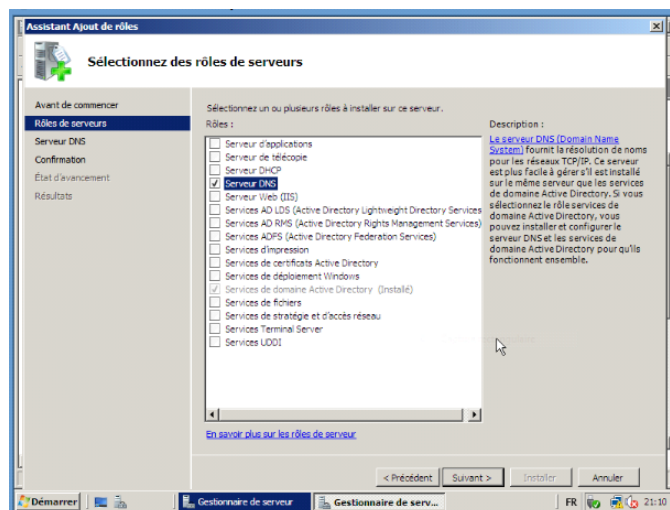 Assistant Ajout de rôles
Sélectionnez des rôles de serveurs
Avant de commencer
Rôles de serveurs
Serveur DNS
Confirmation
État d'avancement
Résultats
Sélectionnez un ou plusieurs rôles à installer sur ce serveur.
Rôles :
Serveur d'applications
Serveur de télécopie
Serveur DHCP
Serveur DNS
Serveur Web (IIS)
Services AD LDS (Active Directory Lightweight Directory Services
Services AD RMS (Active Directory Rights Management Services)
Services ADFS (Active Directory Federation Services)
Services d'impression
Services de certificats Active Directory
Services de déploiement Windows
Services de domaine Active Directory (Installé)
Services de fichiers
Services de stratégie et d'accès réseau
Services Terminal Server
Services UDDI
En savoir plus sur les rôles de serveur
Description :
Le serveur DNS (Domain Name
System) fournit la résolution de noms
pour les réseaux TCP/IP. Ce serveur
est plus facile à gérer s'il est installé
sur le même serveur que les services
de domaine Active Directory. Si vous
sélectionnez le rôle services de
domaine Active Directory, vous
pouvez installer et configurer le
serveur DNS et les services de
domaine Active Directory pour qu'ils
fonctionnent ensemble.
< Précédent
Suivant >
Installer
Annuler
Démarrer
Gestionnaire de serveur
Gestionnaire de serv...
FR
21:10